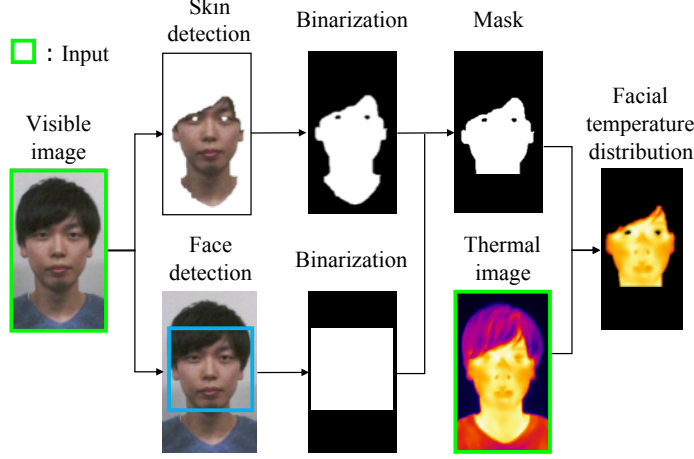 Skin
detection
Binarization
Mask
: Input
Visible
image
Facial
temperature
distribution
Face
detection
Binarization
Thermal
image